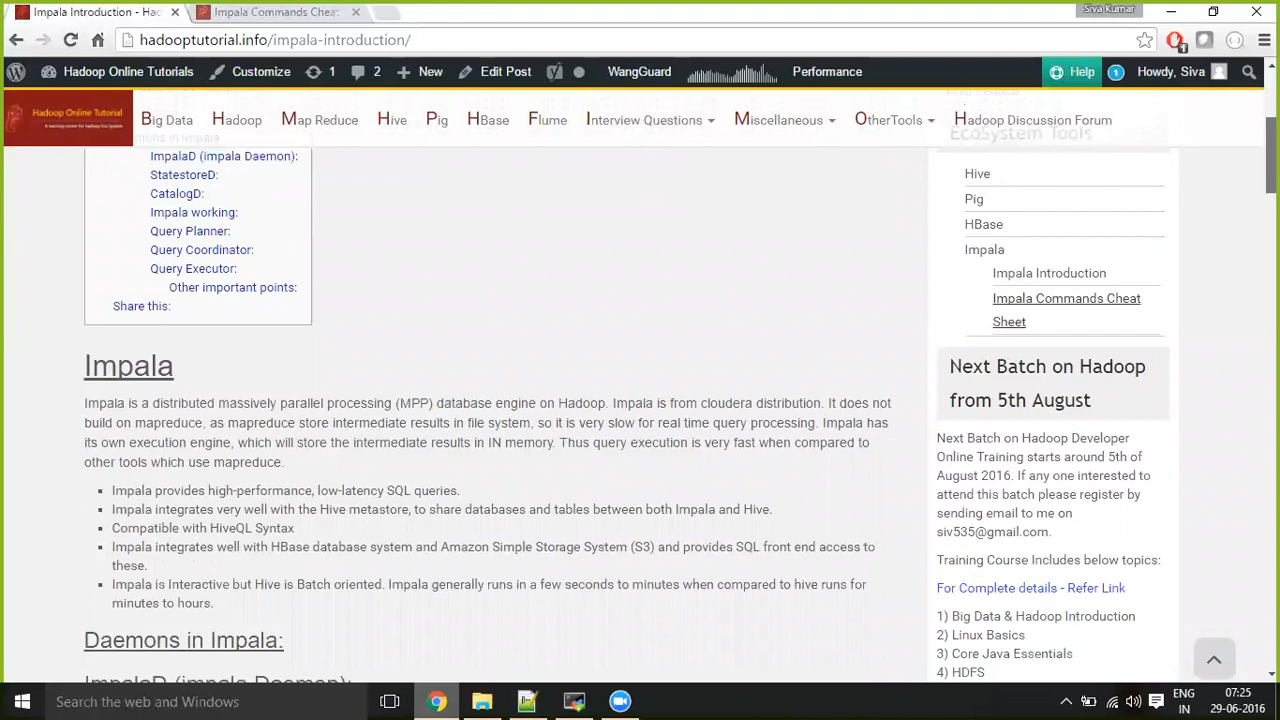 Impala Introduction - Ha
Impala Commands Cheat
Siva Kumar
hadooptutorial.info/impala-introduction/
Hadoop Online Tutorials
Customize
1
2
New
Edit Post
WangGuard
Performance
Help
1
Howdy, Siva
Hadoop Online Tutorial
Big Data
Hadoop
Map Reduce
Hive
Pig
HBase
Flume
Interview Questions
Miscellaneous
OtherTools
Hadoop Discussion Forum
ImpalaD (impala Daemon):
StatestoreD:
CatalogD:
Impala working:
Query Planner:
Query Coordinator:
Query Executor:
Other important points:
Share this:
Impala
Impala is a distributed massively parallel processing (MPP) database engine on Hadoop. Impala is from cloudera distribution. It does not
build on mapreduce, as mapreduce store intermediate results in file system, so it is very slow for real time query processing. Impala has
its own execution engine, which will store the intermediate results in IN memory. Thus query execution is very fast when compared to
other tools which use mapreduce.
Impala provides high-performance, low-latency SQL queries.
Impala integrates very well with the Hive metastore, to share databases and tables between both Impala and Hive.
Compatible with HiveQL Syntax
Impala integrates well with HBase database system and Amazon Simple Storage System (S3) and provides SQL front end access to
these.
Impala is Interactive but Hive is Batch oriented. Impala generally runs in a few seconds to minutes when compared to hive runs for
minutes to hours.
Daemons in Impala:
ImpalaD (impala Daemon):
EcoSystem Tools
Hive
Pig
HBase
Impala
Impala Introduction
Impala Commands Cheat
Sheet
Next Batch on Hadoop
from 5th August
Next Batch on Hadoop Developer
Online Training starts around 5th of
August 2016. If any one interested to
attend this batch please register by
sending email to me on
siv535@gmail.com.
Training Course Includes below topics:
For Complete details - Refer Link
1) Big Data & Hadoop Introduction
2) Linux Basics
3) Core Java Essentials
4) HDFS
Search the web and Windows
ENG
IN
07:25
29-06-2016